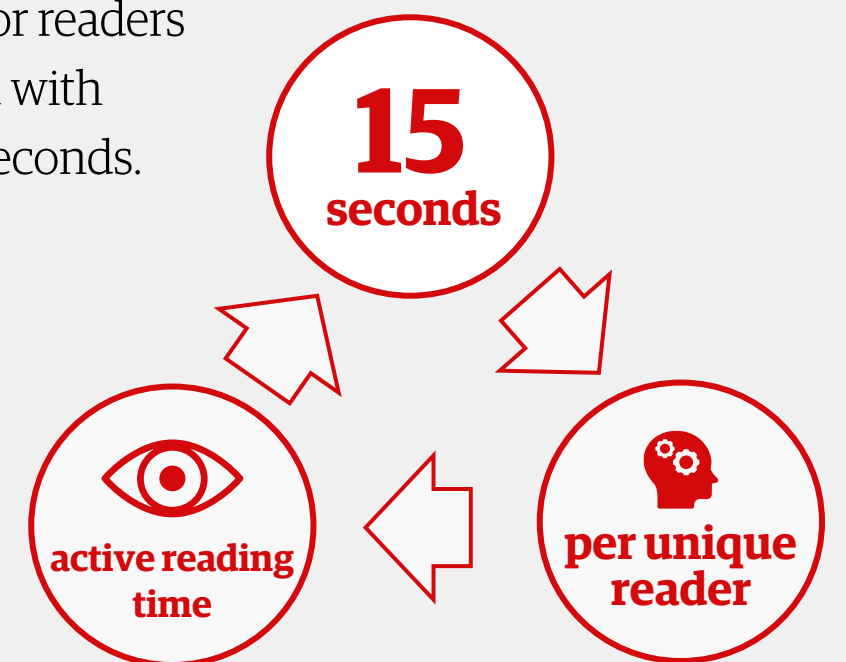 or readers
with
econds.
15
seconds
per unique
reader
active reading
time